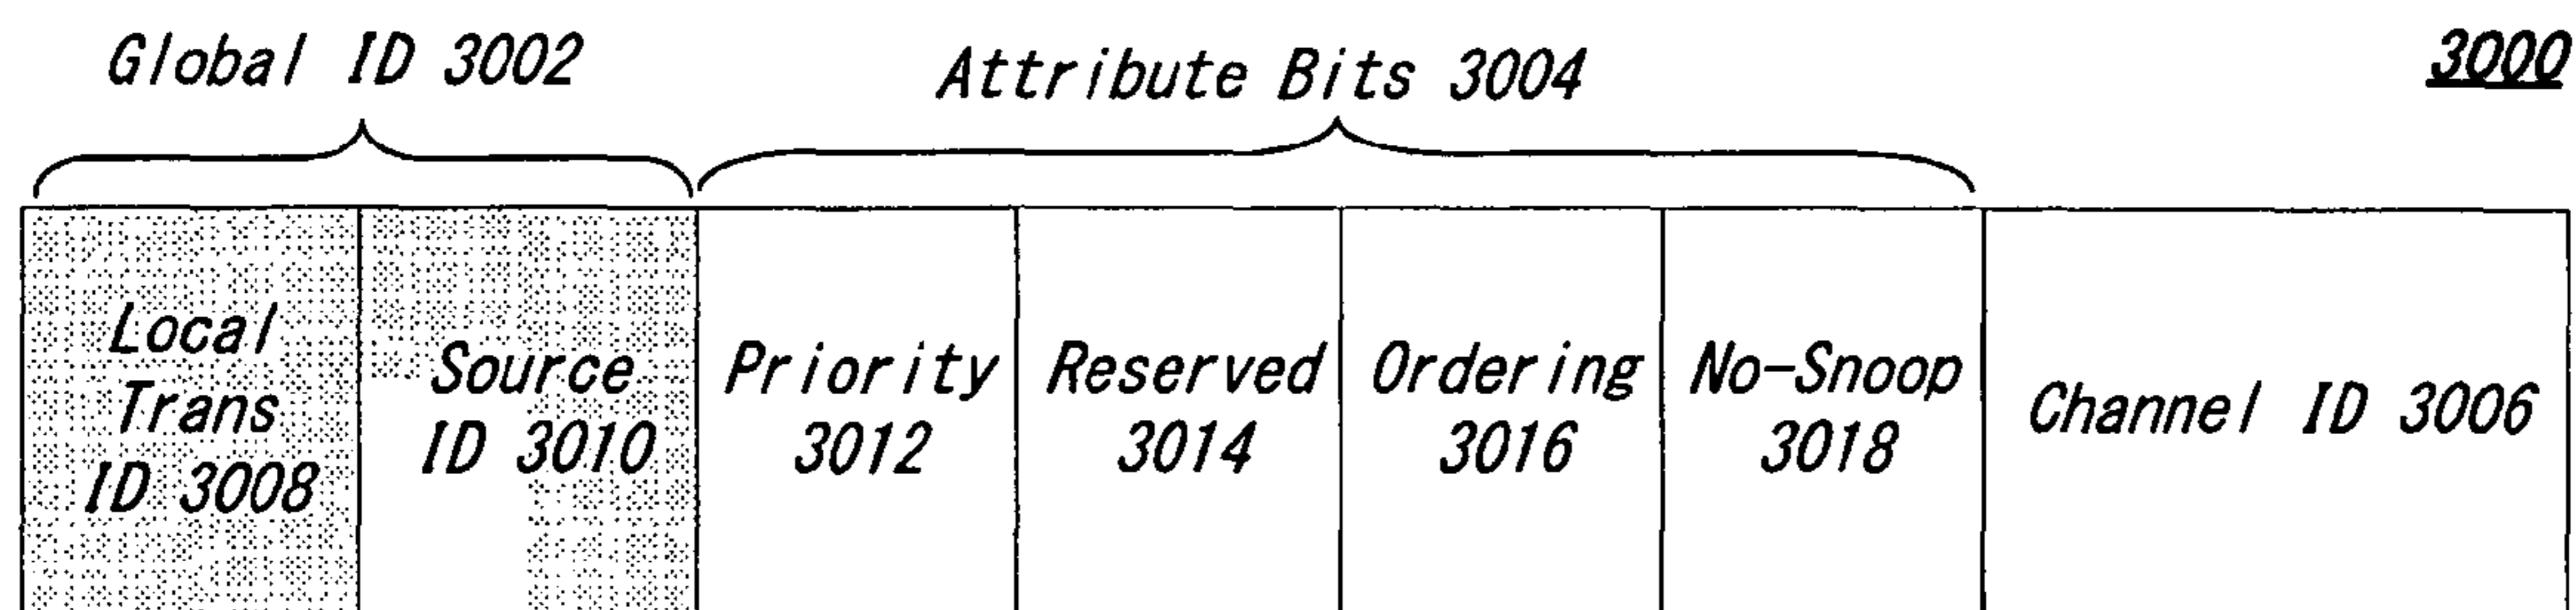 Global ID 3002
Attribute Bits 3004
3000
Local
Trans
ID 3008
Source
ID 3010
Priority
3012
Reserved
3014
Ordering
3016
No-Snoop
3018
Channel ID 3006